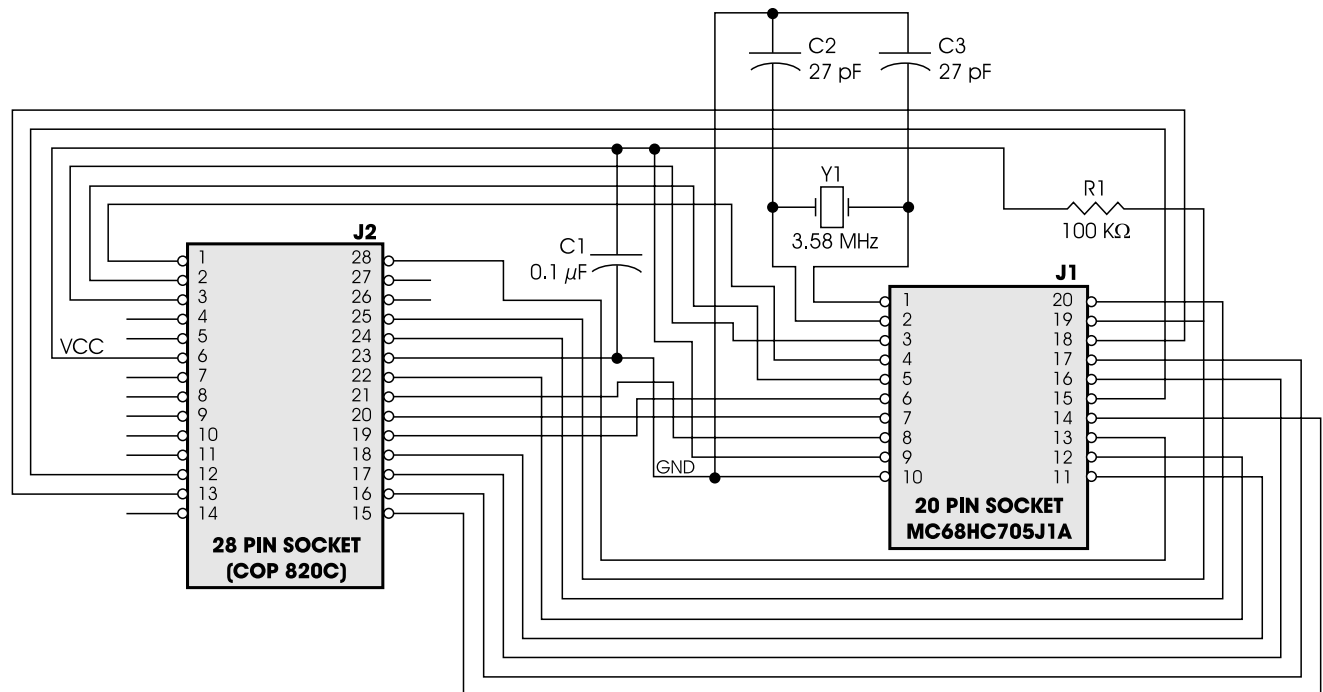 C2
27 pF
C3
27 pF
Y1
3.58 MHz
R1
100 KΩ
C1
0.1 µF
VCC
GND
J2
1 28
2 27
3 26
4 25
5 24
6 23
7 22
8 21
9 20
10 19
11 18
12 17
13 16
14 15
28 PIN SOCKET
(COP 820C)
J1
1 20
2 19
3 18
4 17
5 16
6 15
7 14
8 13
9 12
10 11
20 PIN SOCKET
MC68HC705J1A